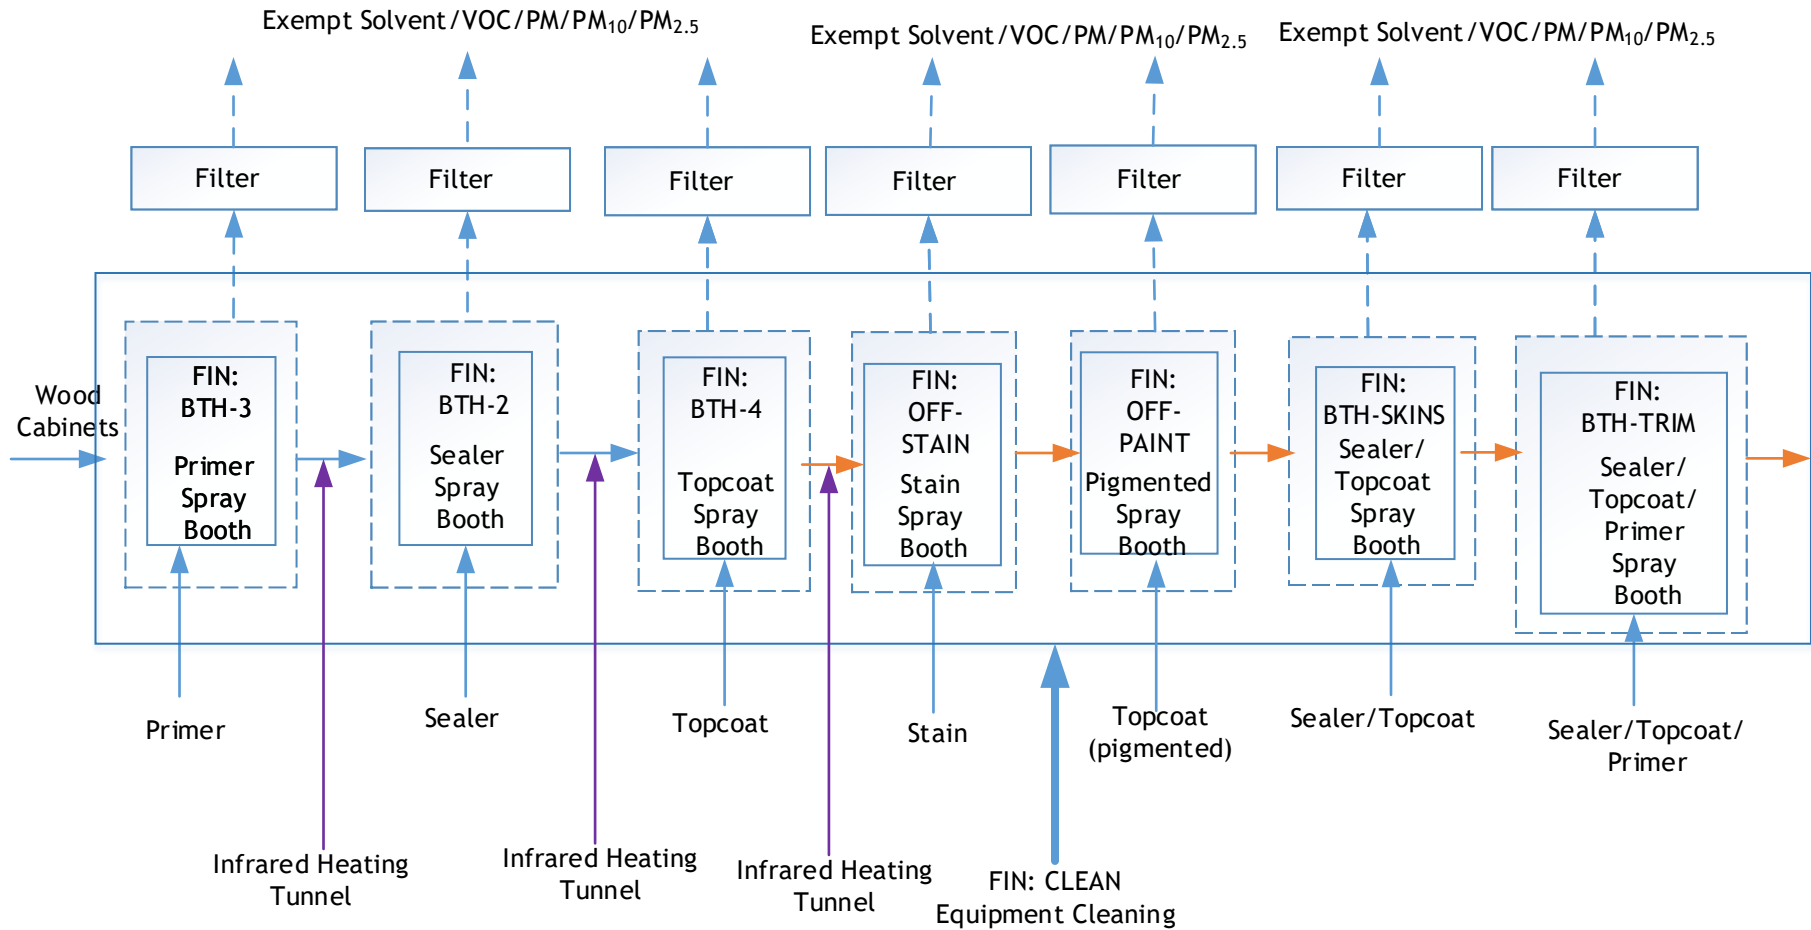 Exempt Solvent/VOC/PM/PM₁₀/PM₂.₅
Exempt Solvent/VOC/PM/PM₁₀/PM₂.₅
Exempt Solvent/VOC/PM/PM₁₀/PM₂.₅
Filter
Filter
Filter
Filter
Filter
Filter
Filter
Wood
Cabinets
FIN:
BTH-3
Primer
Spray
Booth
FIN:
BTH-2
Sealer
Spray
Booth
FIN:
BTH-4
Topcoat
Spray
Booth
FIN:
OFF-
STAIN
Stain
Spray
Booth
FIN:
OFF-
PAINT
Pigmented
Spray
Booth
FIN:
BTH-SKINS
Sealer/
Topcoat
Spray
Booth
FIN:
BTH-TRIM
Sealer/
Topcoat/
Primer
Spray
Booth
Primer
Sealer
Topcoat
Stain
Topcoat
(pigmented)
Sealer/Topcoat
Sealer/Topcoat/
Primer
Infrared Heating
Tunnel
Infrared Heating
Tunnel
Infrared Heating
Tunnel
FIN: CLEAN
Equipment Cleaning